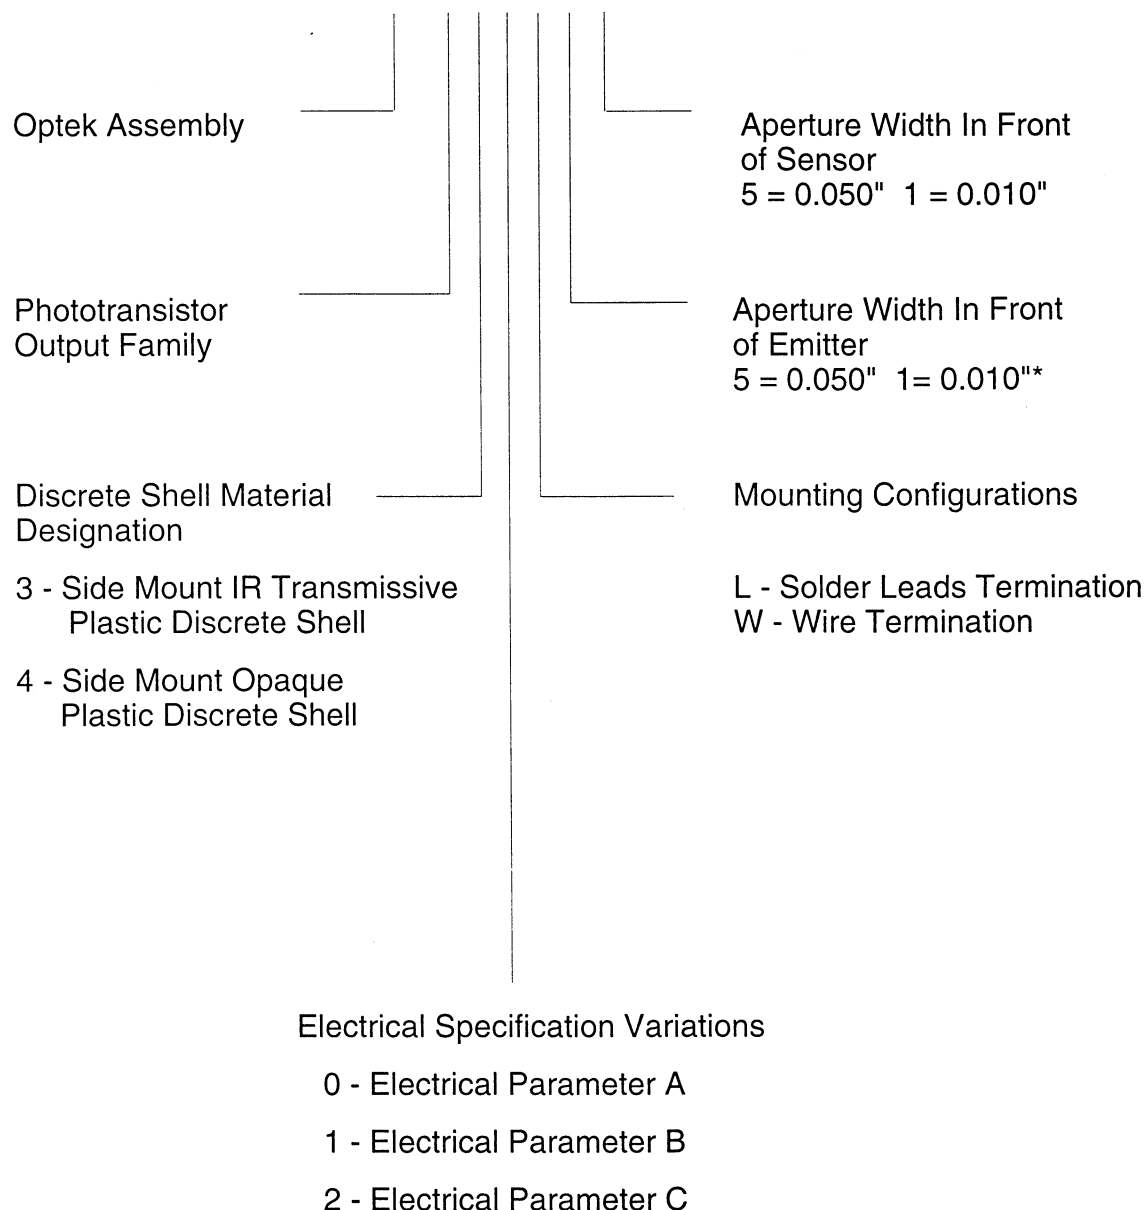 Optek Assembly
Aperture Width In Front
of Sensor
5 = 0.050" 1 = 0.010"
Phototransistor
Output Family
Aperture Width In Front
of Emitter
5 = 0.050" 1= 0.010"*
Discrete Shell Material
Designation
3 - Side Mount IR Transmissive
Plastic Discrete Shell
4 - Side Mount Opaque
Plastic Discrete Shell
Mounting Configurations
L - Solder Leads Termination
W - Wire Termination
Electrical Specification Variations
0 - Electrical Parameter A
1 - Electrical Parameter B
2 - Electrical Parameter C